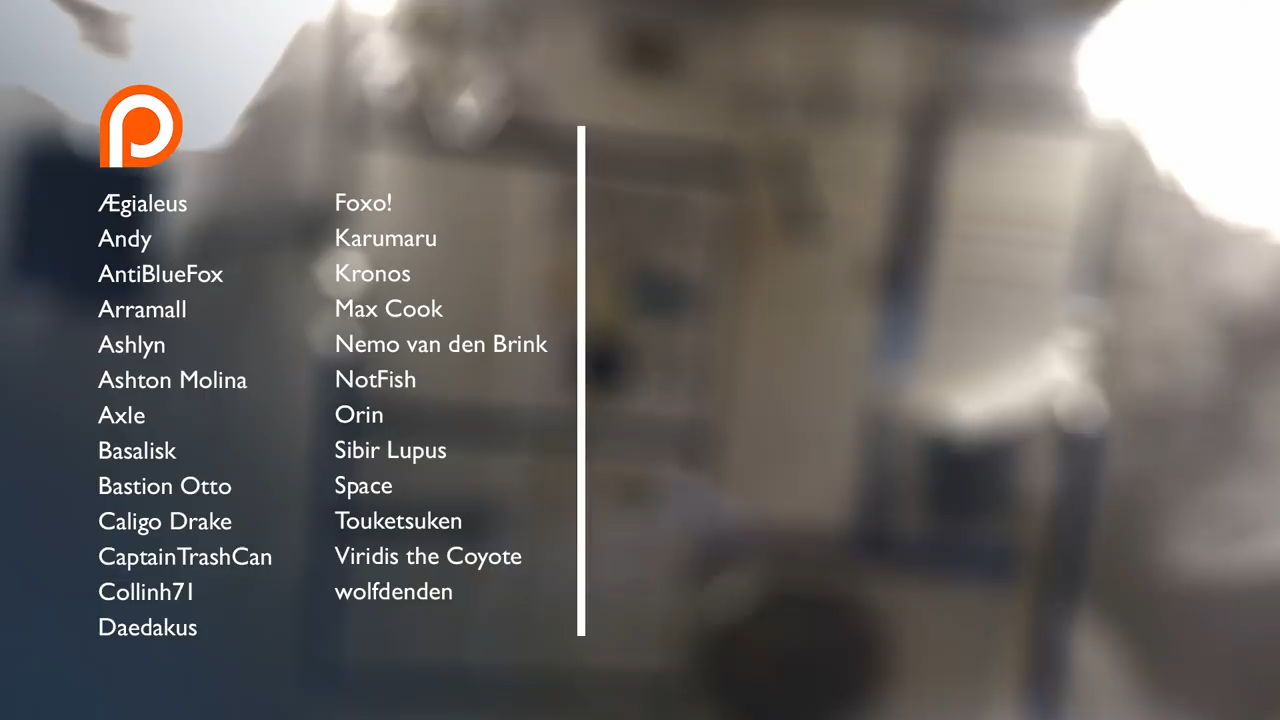 Ægialeus
Andy
AntiBlueFox
Arramall
Ashlyn
Ashton Molina
Axle
Basalisk
Bastion Otto
Caligo Drake
CaptainTrashCan
Collinh71
Daedakus
Foxo!
Karumaru
Kronos
Max Cook
Nemo van den Brink
NotFish
Orin
Sibir Lupus
Space
Touketsuken
Viridis the Coyote
wolfdenden